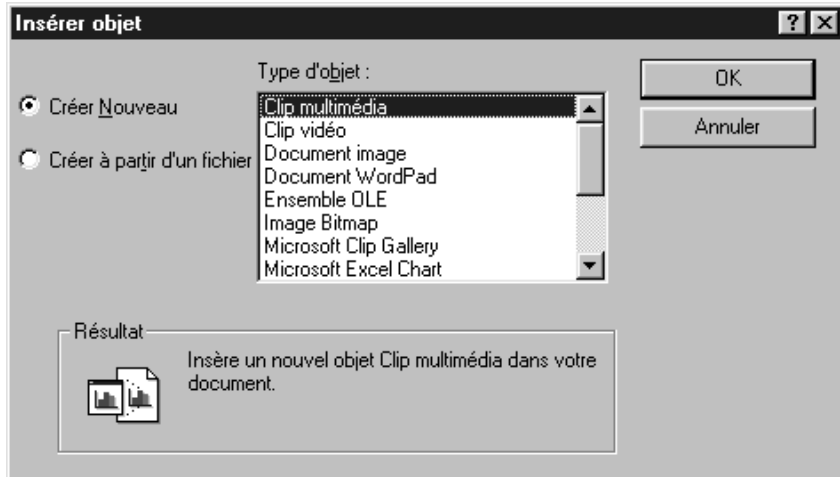 Insérer objet
Type d'objet :
Créer Nouveau
Créer à partir d'un fichier
Clip multimédia
Clip vidéo
Document image
Document WordPad
Ensemble OLE
Image Bitmap
Microsoft Clip Gallery
Microsoft Excel Chart
OK
Annuler
Résultat
Insère un nouvel objet Clip multimédia dans votre
document.